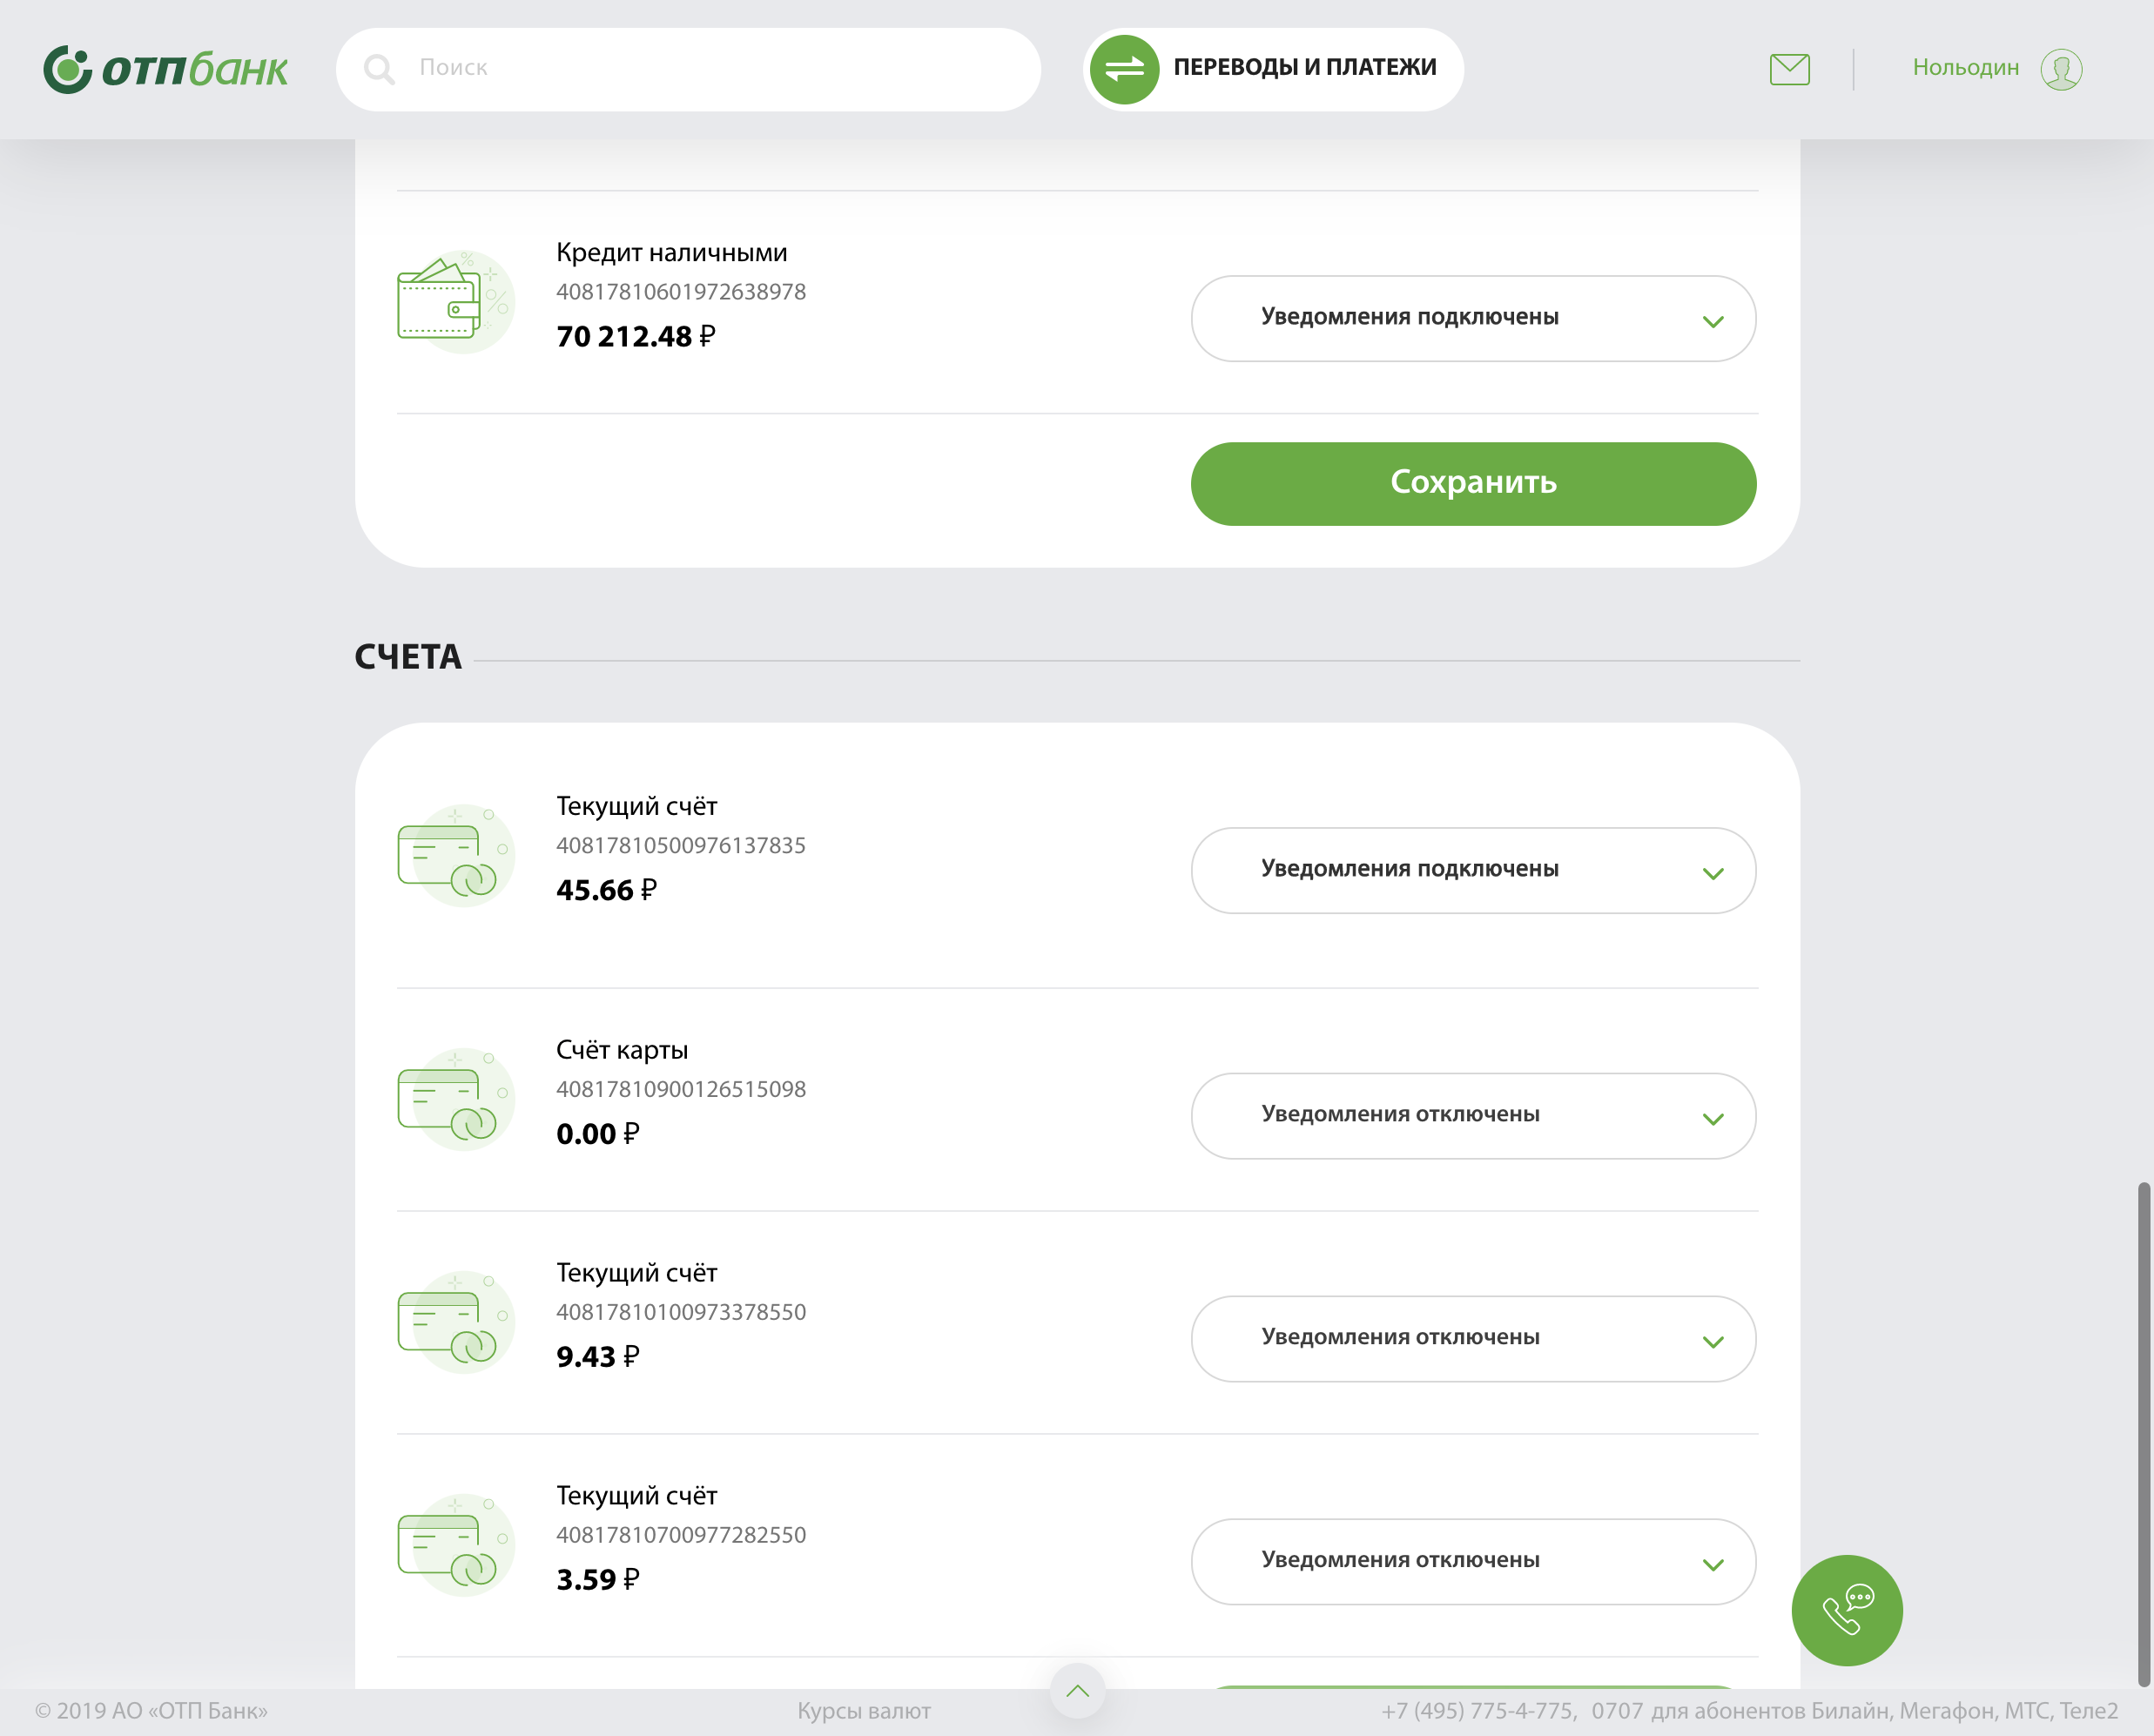 отпбанк
Поиск
ПЕРЕВОДЫ И ПЛАТЕЖИ
Нольодин
Кредит наличными
40817810601972638978
70 212.48 ₽
Уведомления подключены
Сохранить
СЧЕТА
Текущий счёт
40817810500976137835
45.66 ₽
Уведомления подключены
Счёт карты
40817810900126515098
0.00 ₽
Уведомления отключены
Текущий счёт
40817810100973378550
9.43 ₽
Уведомления отключены
Текущий счёт
40817810700977282550
3.59 ₽
Уведомления отключены
© 2019 АО «ОТП Банк»
Курсы валют
+7 (495) 775-4-775, 0707 для абонентов Билайн, Мегафон, МТС, Теле2